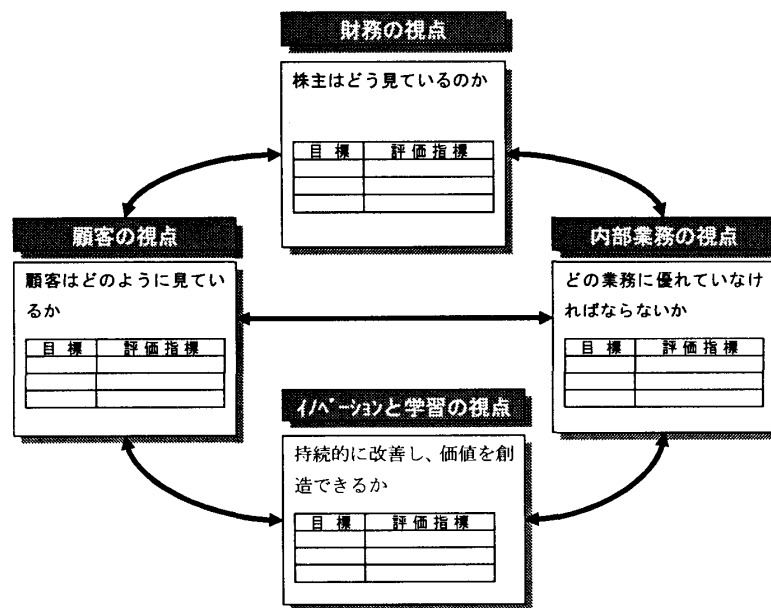 財務の視点
株主はどう見ているのか
目標 評価指標
顧客の視点
顧客はどのように見てい
るか
目標 評価指標
内部業務の視点
どの業務に優れていなけ
ればならないか
目標 評価指標
ｲﾉﾍﾞｰｼｮﾝと学習の視点
持続的に改善し、価値を創
造できるか
目標 評価指標